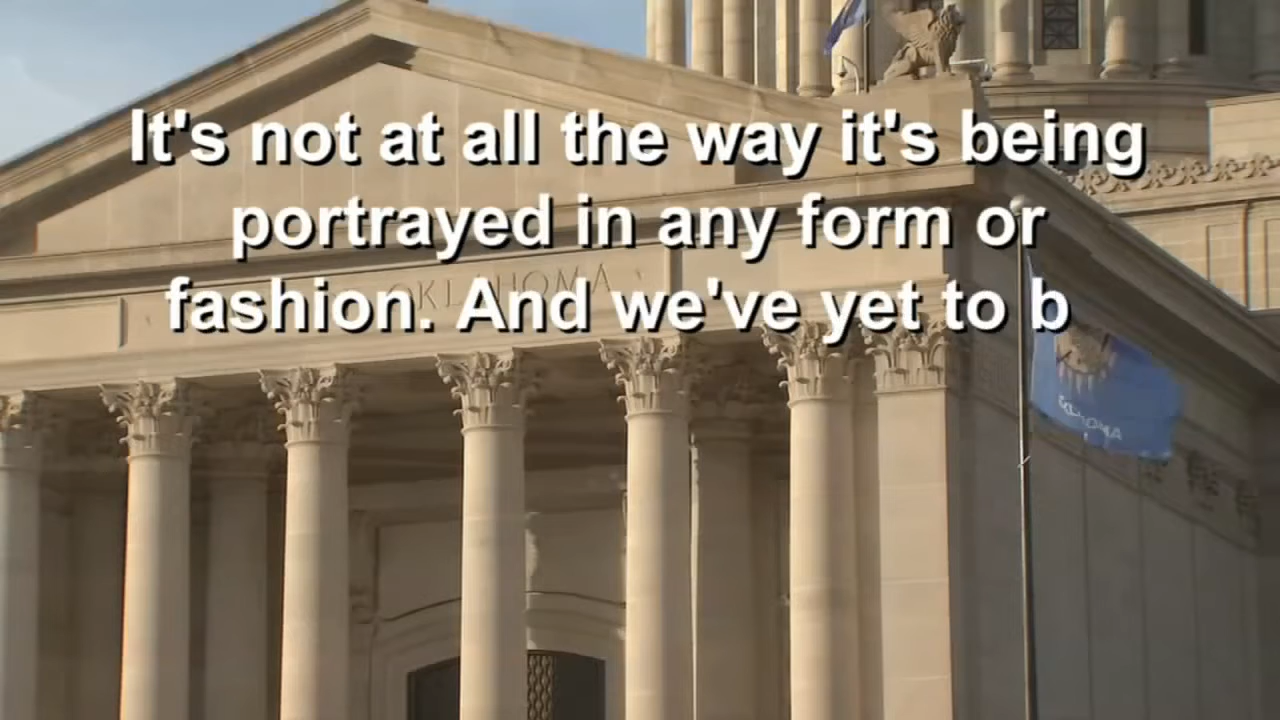 It's not at all the way it's being
portrayed in any form or
fashion. And we've yet to b
OKLAHOMA
OKLAHOMA